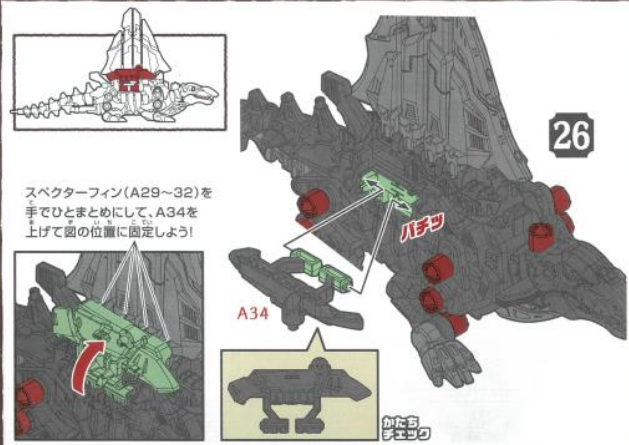 26
スペクターフィン(A29～32)を
手でひとまとめにして、A34を
上げて図の位置に固定しよう!
パチッ
A34
かたち
チェック